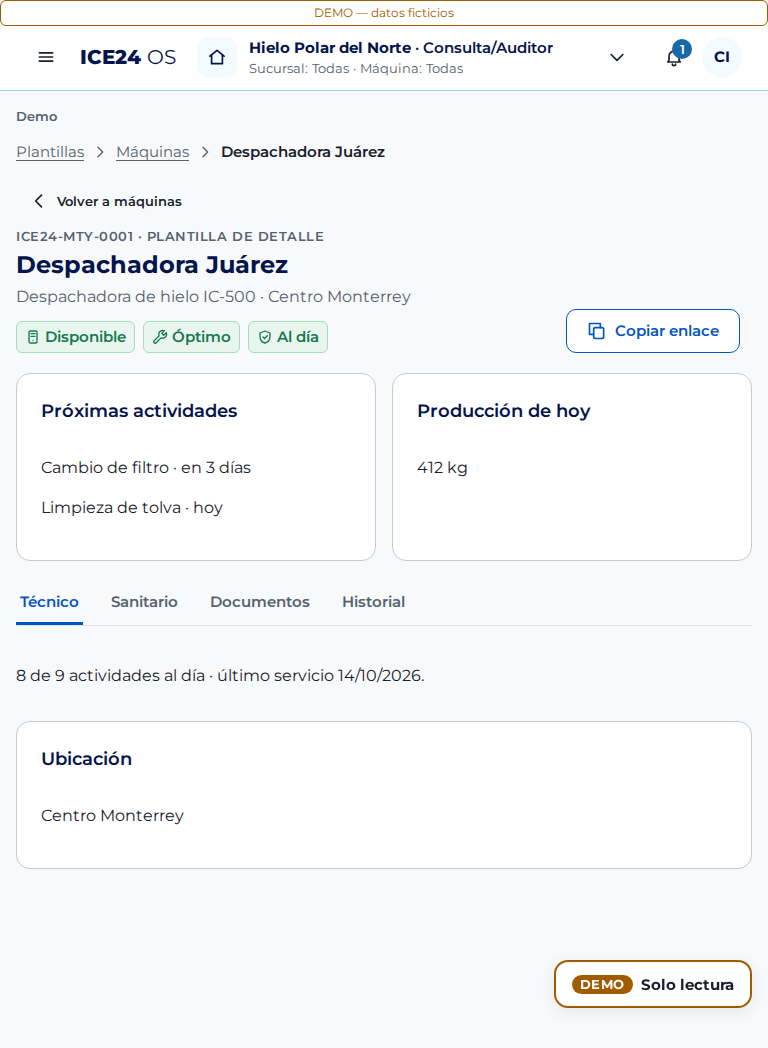 DEMO — datos ficticios
ICE24 OS
Hielo Polar del Norte · Consulta/Auditor
Sucursal: Todas · Máquina: Todas
1
CI
Demo
Plantillas > Máquinas > Despachadora Juárez
Volver a máquinas
ICE24-MTY-0001 · PLANTILLA DE DETALLE
Despachadora Juárez
Despachadora de hielo IC-500 · Centro Monterrey
Disponible Óptimo Al día
Copiar enlace
Próximas actividades
Cambio de filtro · en 3 días
Limpieza de tolva · hoy
Producción de hoy
412 kg
Técnico Sanitario Documentos Historial
8 de 9 actividades al día · último servicio 14/10/2026.
Ubicación
Centro Monterrey
DEMO Solo lectura